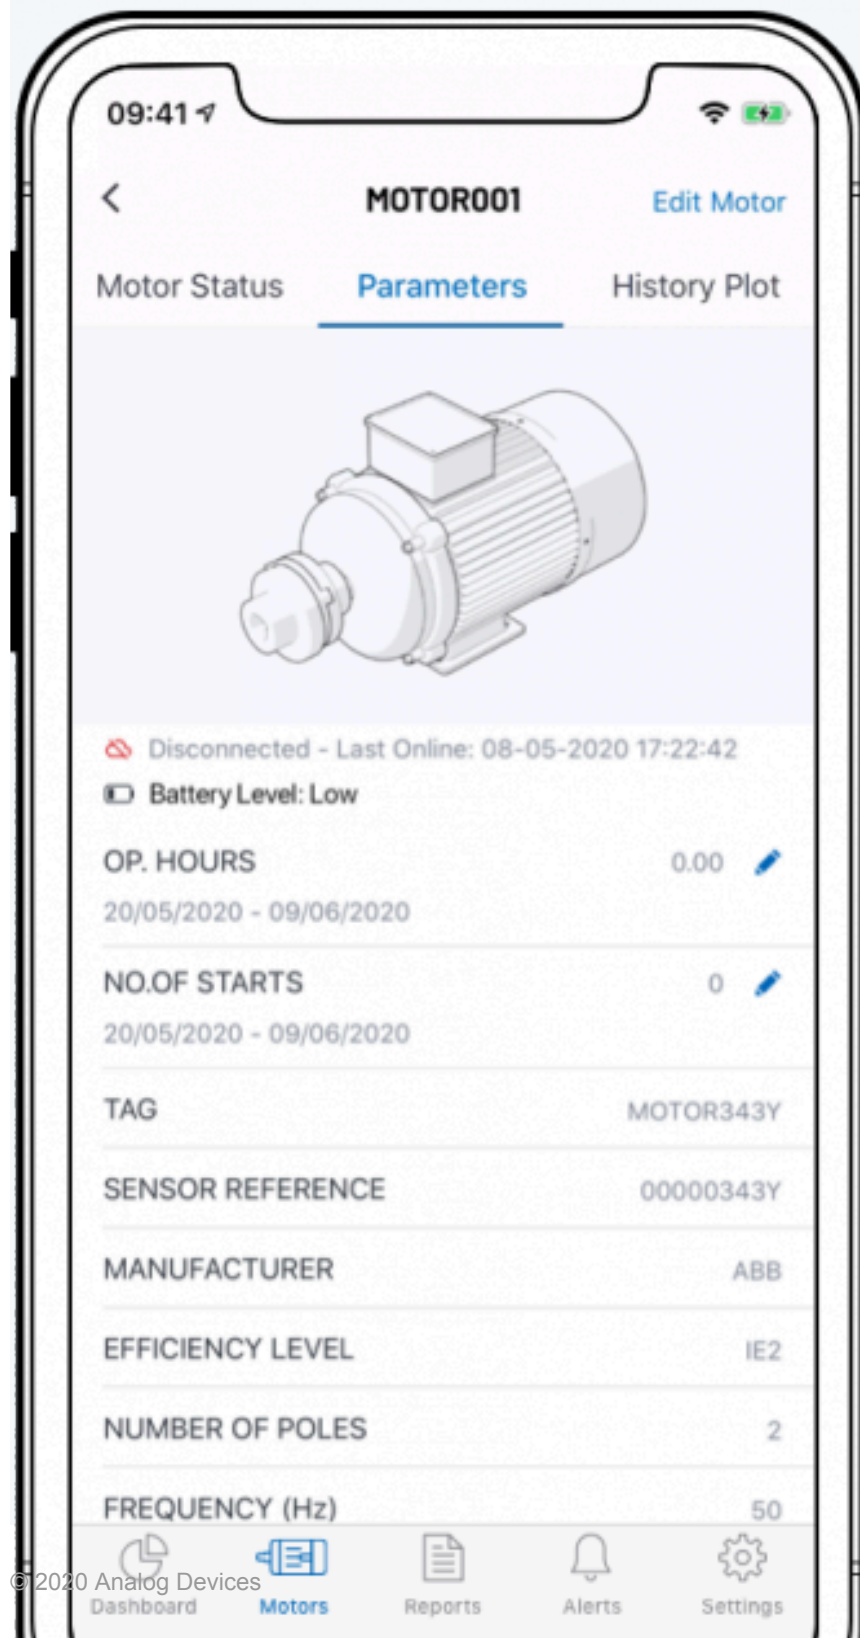 09:41
MOTOR001
Edit Motor
Motor Status
Parameters
History Plot
Disconnected - Last Online: 08-05-2020 17:22:42
Battery Level: Low
OP. HOURS
0.00
20/05/2020 - 09/06/2020
NO.OF STARTS
0
20/05/2020 - 09/06/2020
TAG
MOTOR343Y
SENSOR REFERENCE
00000343Y
MANUFACTURER
ABB
EFFICIENCY LEVEL
IE2
NUMBER OF POLES
2
FREQUENCY (Hz)
50
©2020 Analog Devices
Dashboard
Motors
Reports
Alerts
Settings